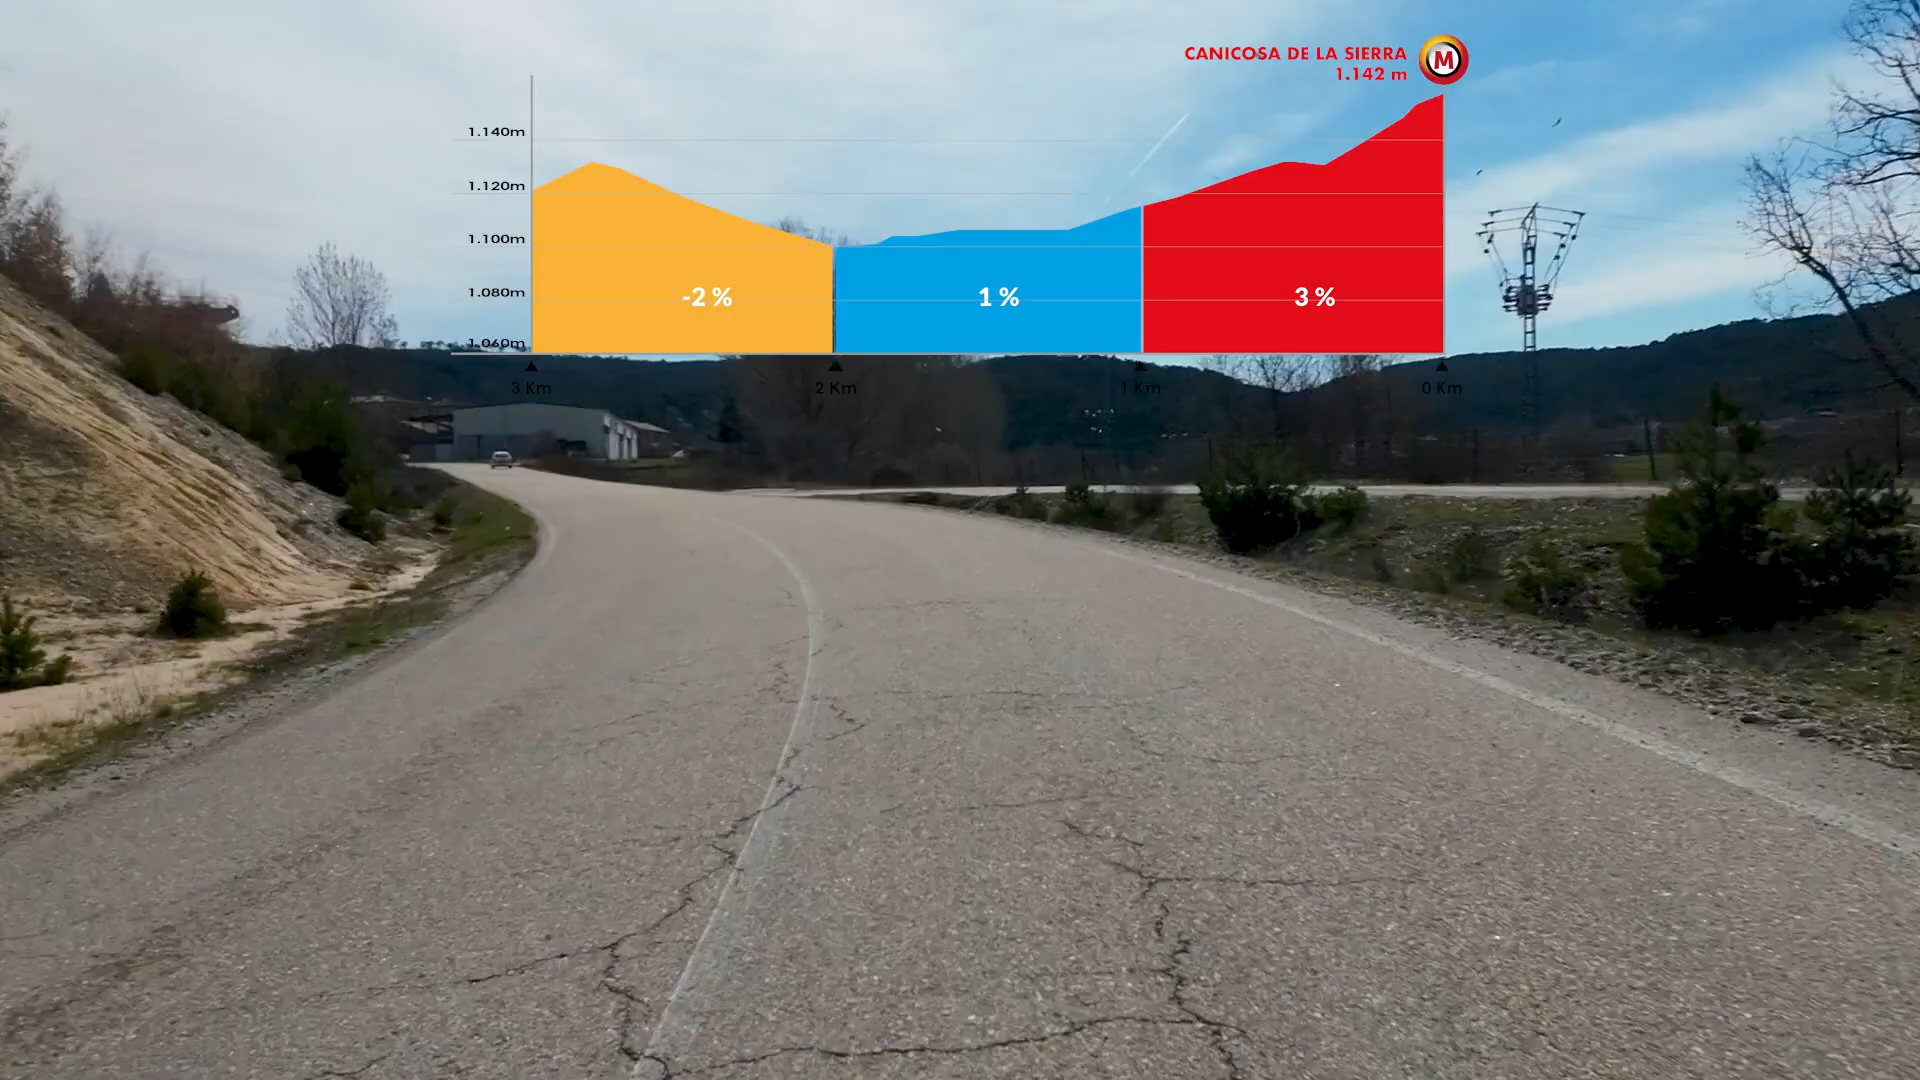 CANICOSA DE LA SIERRA
1.142 m
M
1.140m
1.120m
1.100m
1.080m
1.060m
-2 %
1 %
3 %
3 Km
2 Km
1 Km
0 Km